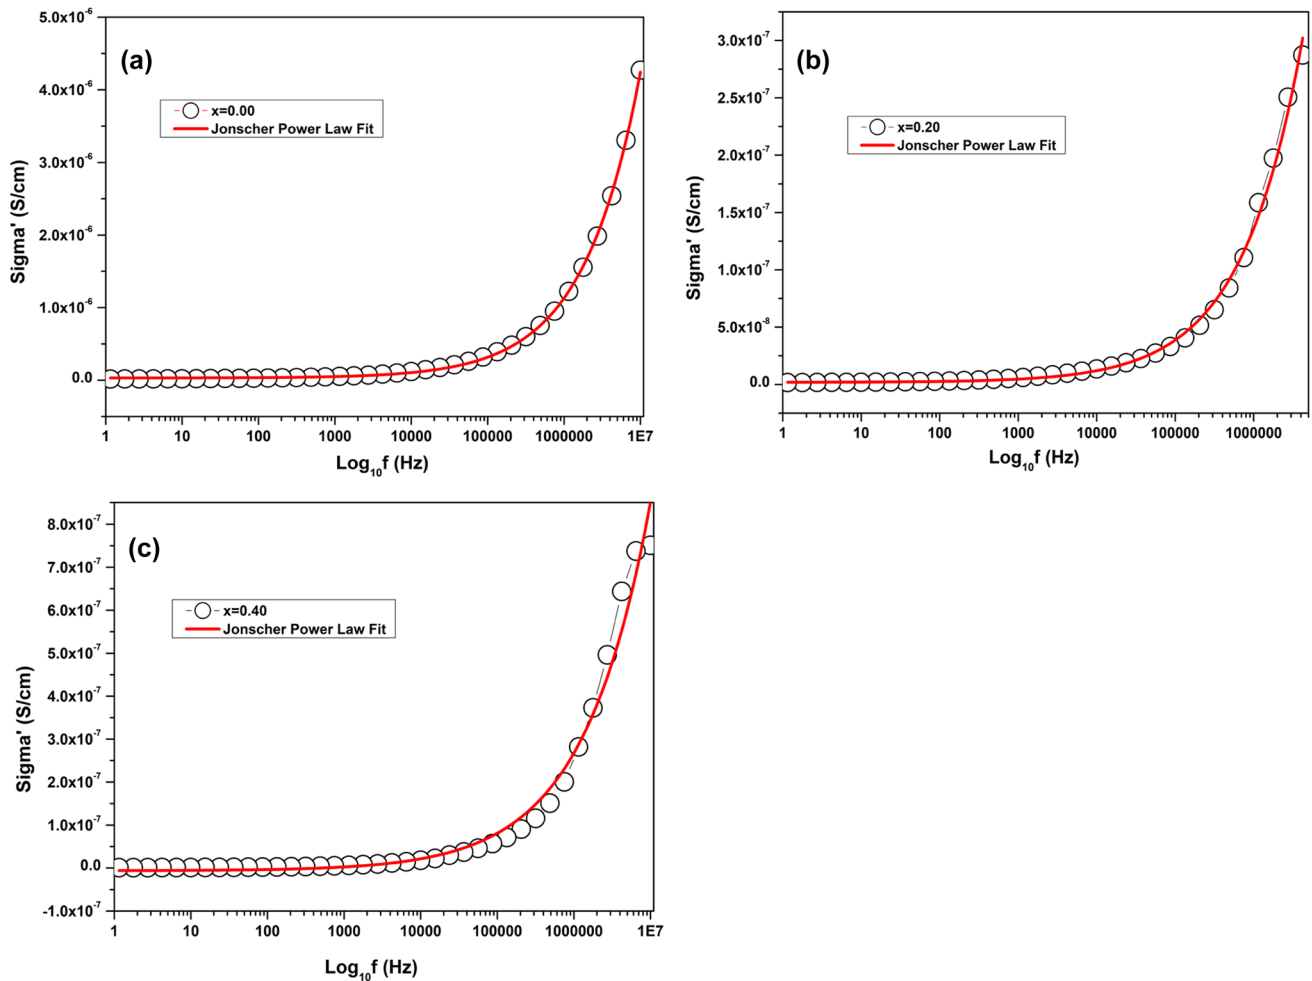 (a)
x=0.00
Jonscher Power Law Fit
5.0x10⁻⁶
4.0x10⁻⁶
3.0x10⁻⁶
2.0x10⁻⁶
1.0x10⁻⁶
0.0
Sigma' (S/cm)
1 10 100 1000 10000 100000 1000000 1E7
Log₁₀f (Hz)
(b)
x=0.20
Jonscher Power Law Fit
3.0x10⁻⁷
2.5x10⁻⁷
2.0x10⁻⁷
1.5x10⁻⁷
1.0x10⁻⁷
5.0x10⁻⁸
0.0
Sigma' (S/cm)
1 10 100 1000 10000 100000 1000000
Log₁₀f (Hz)
(c)
x=0.40
Jonscher Power Law Fit
8.0x10⁻⁷
7.0x10⁻⁷
6.0x10⁻⁷
5.0x10⁻⁷
4.0x10⁻⁷
3.0x10⁻⁷
2.0x10⁻⁷
1.0x10⁻⁷
0.0
-1.0x10⁻⁷
Sigma' (S/cm)
1 10 100 1000 10000 100000 1000000 1E7
Log₁₀f (Hz)